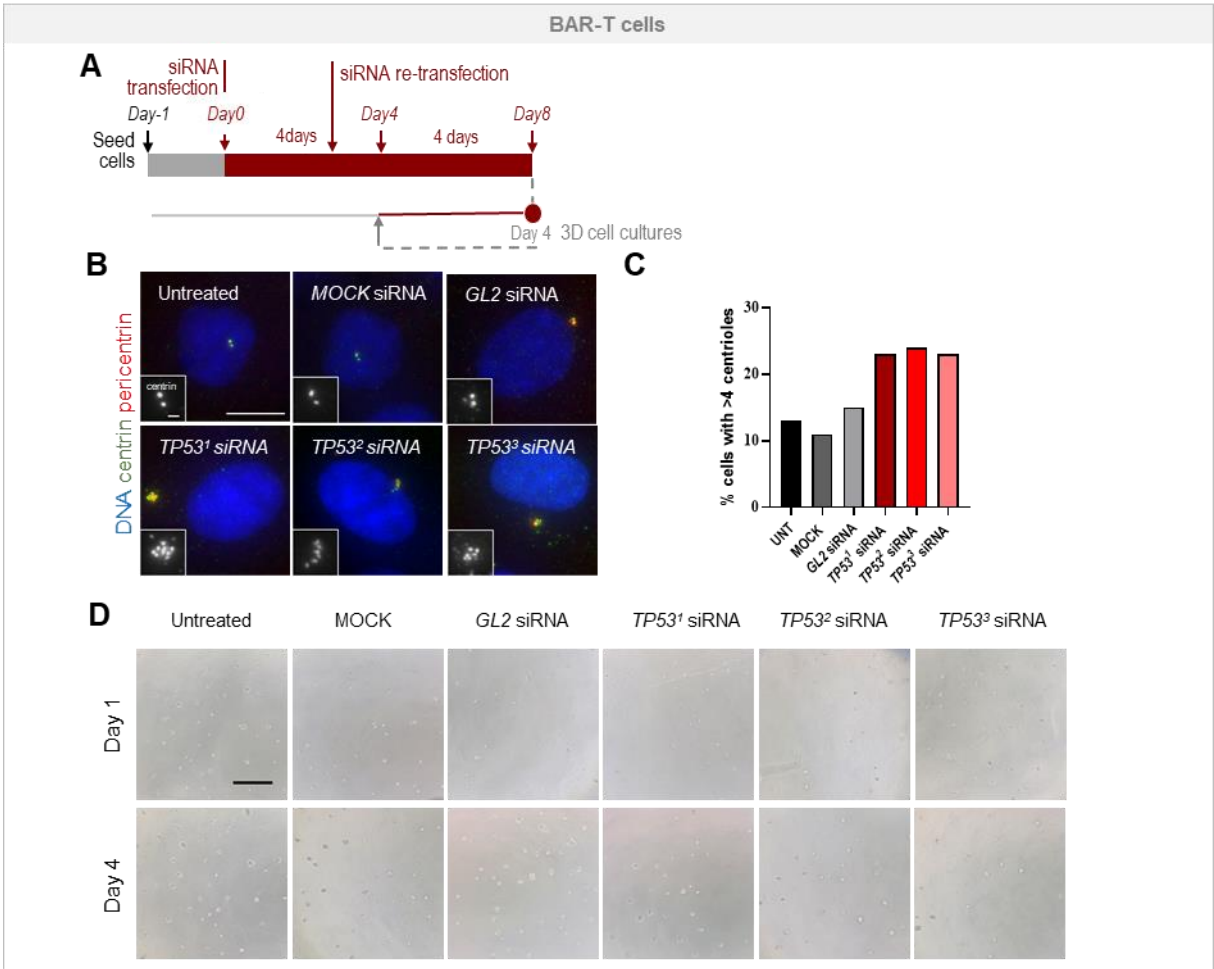 BAR-T cells
A
siRNA
transfection
siRNA re-transfection
Day-1
Day0
Day4
Day8
Seed
cells
4days
4 days
Day 4 3D cell cultures
B
DNA centrin pericentrin
Untreated
MOCK siRNA
GL2 siRNA
centrin
TP53¹ siRNA
TP53² siRNA
TP53³ siRNA
C
% cells with >4 centrioles
30
20
10
0
UNT
MOCK
GL2 siRNA
TP53¹ siRNA
TP53² siRNA
TP53³ siRNA
D
Untreated
MOCK
GL2 siRNA
TP53¹ siRNA
TP53² siRNA
TP53³ siRNA
Day 1
Day 4